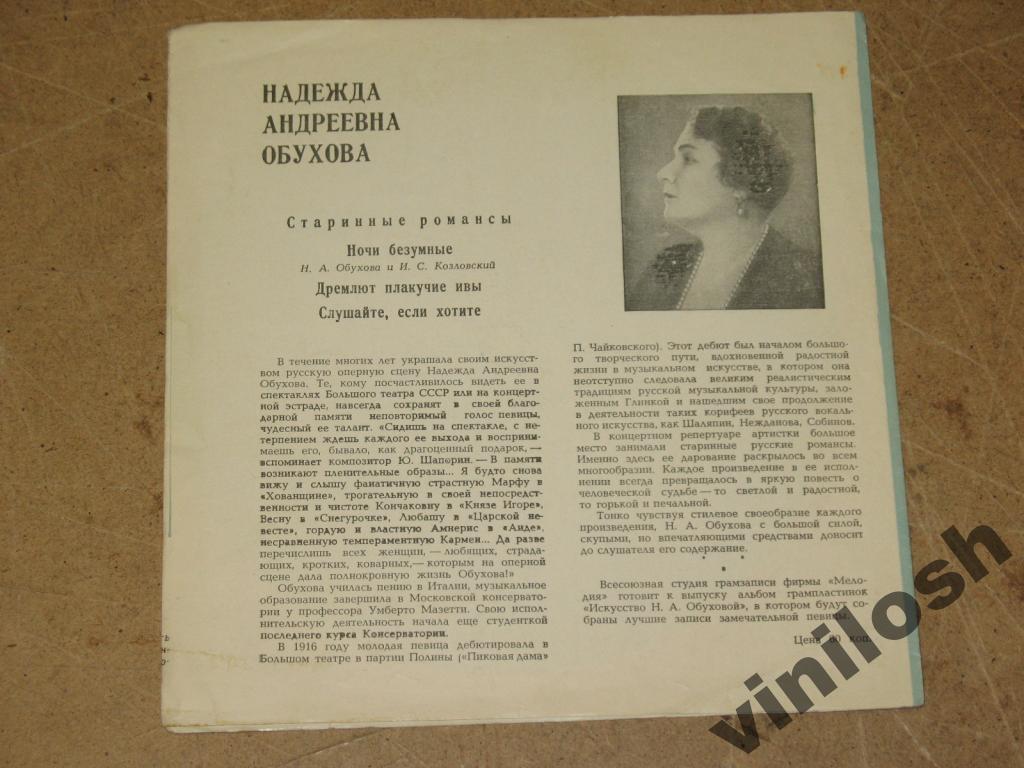 НАДЕЖДА
АНДРЕЕВНА
ОБУХОВА
Старинные романсы
Ночи безумные
Н. А. Обухова и И. С. Козловский
Дремлют плакучие ивы
Слушайте, если хотите
В течение многих лет украшала своим искусст-
вом русскую оперную сцену Надежда Андреевна
Обухова. Те, кому посчастливилось видеть ее в
спектаклях Большого театра СССР или на концерт-
ной эстраде, навсегда сохранят в своей благо-
дарной памяти неповторимый голос певицы,
чудесный ее талант. «Сидишь на спектакле, с не-
терпением ждешь каждого ее выхода и восприни-
маешь его, бывало, как драгоценный подарок,—
вспоминает композитор Ю. Шапорин. — В памяти
возникают пленительные образы... Я будто снова
вижу и слышу фанатичную страстную Марфу в
«Хованщине», трогательную в своей непосредст-
венности и чистоте Кончаковну в «Князе Игоре»,
Весну в «Снегурочке», Любашу в «Царской не-
весте», гордую и властную Амнерис в «Аиде»,
несравненную темпераментную Кармен... Да разве
перечислишь всех женщин, — любящих, страда-
ющих, кротких, коварных,— которым на оперной
сцене дала полнокровную жизнь Обухова!»
Обухова училась пению в Италии, музыкальное
образование завершила в Московской консервато-
рии у профессора Умберто Мазетти. Свою испол-
нительскую деятельность начала еще студенткой
последнего курса Консерватории.
В 1916 году молодая певица дебютировала в
Большом театре в партии Полины («Пиковая дама»
П. Чайковского). Этот дебют был началом большо-
го творческого пути, вдохновенной радостной
жизни в музыкальном искусстве, в котором она
неотступно следовала великим реалистическим
традициям русской музыкальной культуры, зало-
женным Глинкой и нашедшим свое продолжение
в деятельности таких корифеев русского вокаль-
ного искусства, как Шаляпин, Нежданова, Собинов.
В концертном репертуаре артистки большое
место занимали старинные русские романсы.
Именно здесь ее дарование раскрылось во всем
многообразии. Каждое произведение в ее испол-
нении всегда превращалось в яркую повесть о
человеческой судьбе — то светлой и радостной,
то горькой и печальной.
Тонко чувствуя стилевое своеобразие каждого
произведения, Н. А. Обухова с большой силой,
скупыми, но впечатляющими средствами доносит
до слушателя его содержание.
* * *
Всесоюзная студия грамзаписи фирмы «Мело-
дия» готовит к выпуску альбом грампластинок
«Искусство Н. А. Обуховой», в котором будут со-
браны лучшие записи замечательной певицы.
Цена 60 коп.
vinilosh